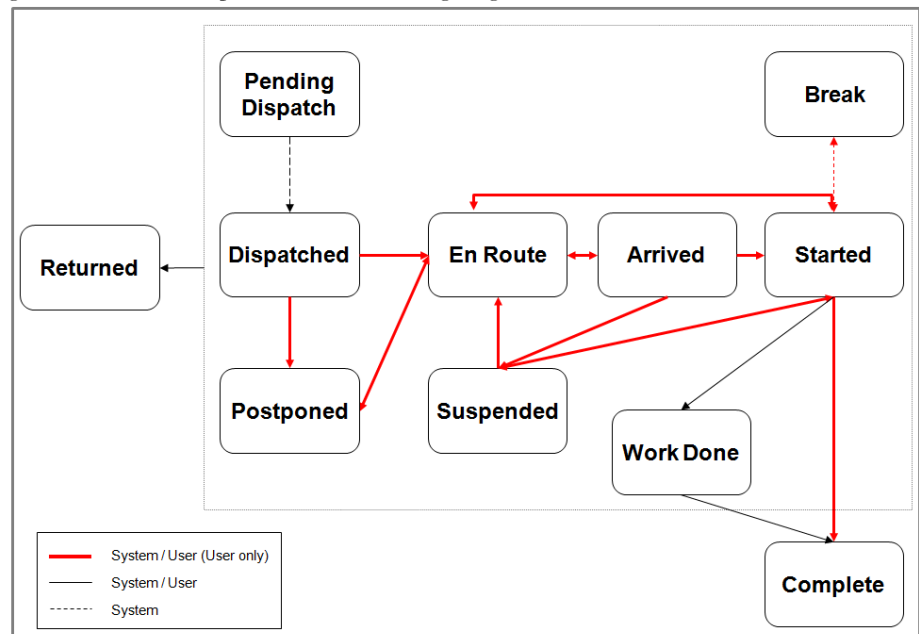 Pending
Dispatch
Break
Returned
Dispatched
En Route
Arrived
Started
Postponed
Suspended
Work Done
Complete
System / User (User only)
System / User
System